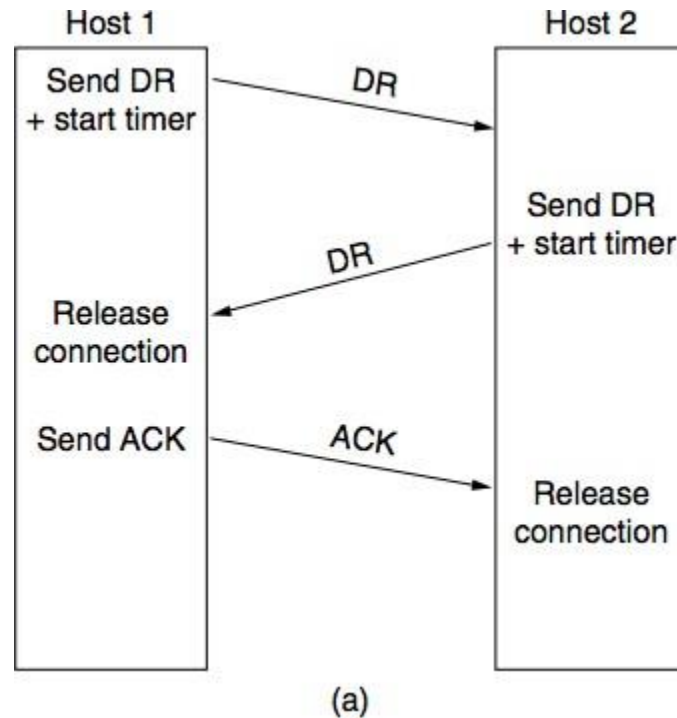 Host 1
Host 2
Send DR
+ start timer
DR
Send DR
+ start timer
DR
Release
connection
Send ACK
ACK
Release
connection
(a)